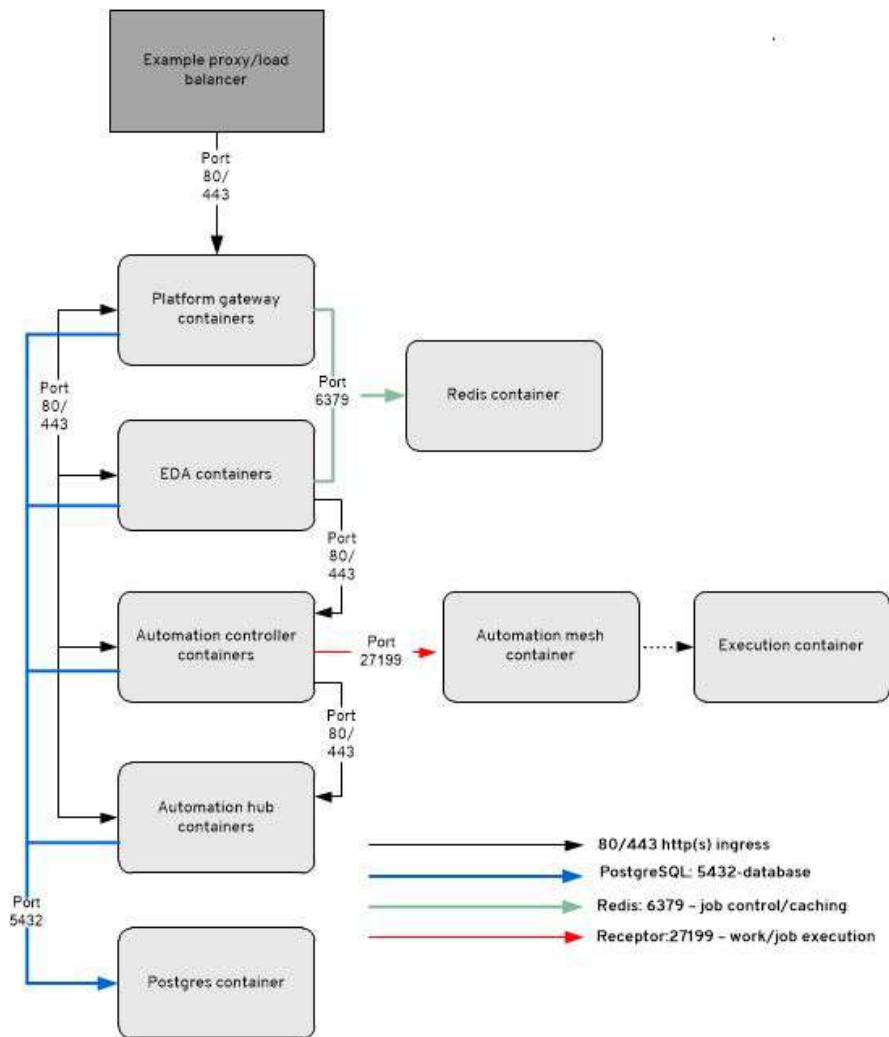 Example proxy/load
balancer
Port
80/
443
Platform gateway
containers
Port
80/
443
Port
6379
Redis container
EDA containers
Port
80/
443
Automation controller
containers
Port
27199
Automation mesh
container
Execution container
Port
80/
443
Automation hub
containers
80/443 http(s) ingress
PostgreSQL: 5432-database
Redis: 6379 – job control/caching
Receptor:27199 – work/job execution
Port
5432
Postgres container